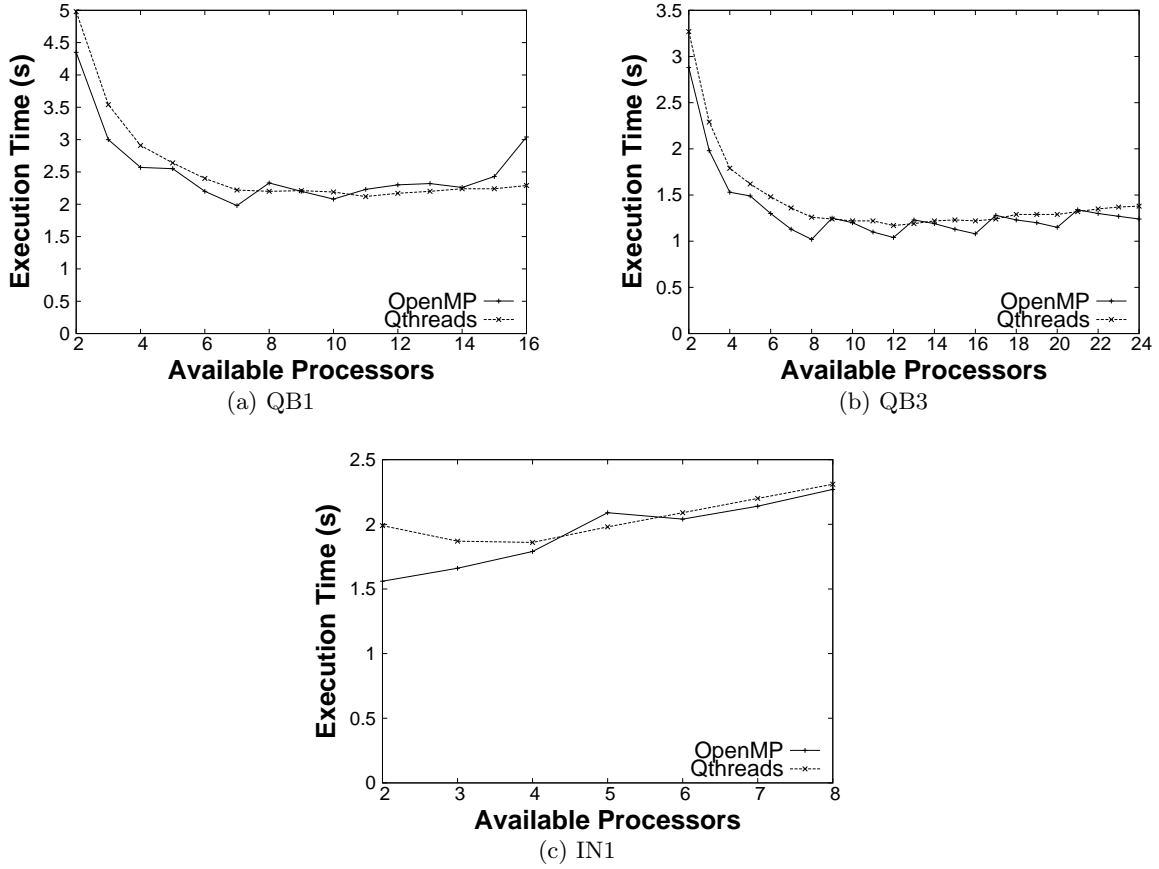 5
4.5
4
3.5
3
2.5
2
1.5
1
0.5
0
Execution Time (s)
OpenMP
Qthreads
2 4 6 8 10 12 14 16
Available Processors
(a) QB1
3.5
3
2.5
2
1.5
1
0.5
0
Execution Time (s)
OpenMP
Qthreads
2 4 6 8 10 12 14 16 18 20 22 24
Available Processors
(b) QB3
2.5
2
1.5
1
0.5
0
Execution Time (s)
OpenMP
Qthreads
2 3 4 5 6 7 8
Available Processors
(c) IN1